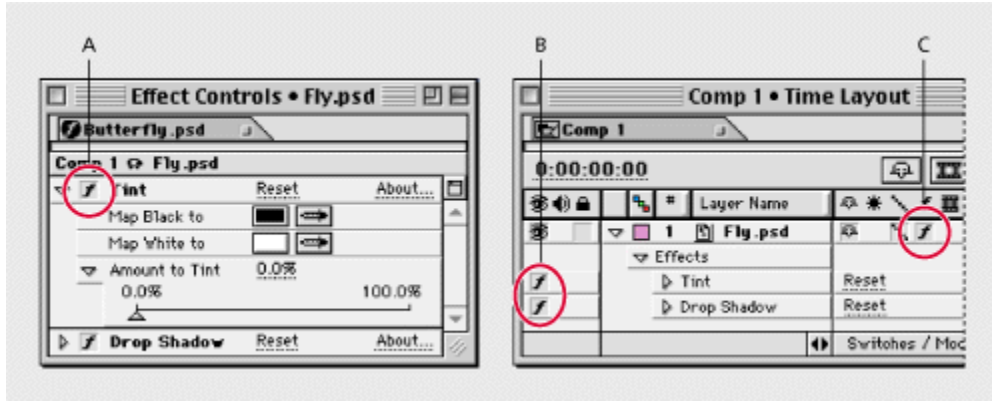 A
B
C
Effect Controls • Fly.psd
Butterfly.psd
Comp 1 Fly.psd
f Tint Reset About...
Map Black to
Map White to
Amount to Tint 0.0%
0.0% 100.0%
f Drop Shadow Reset About...
Comp 1 • Time Layout
Comp 1
0:00:00:00
# Layer Name
1 Fly.psd f
Effects
f Tint Reset
f Drop Shadow Reset
Switches /